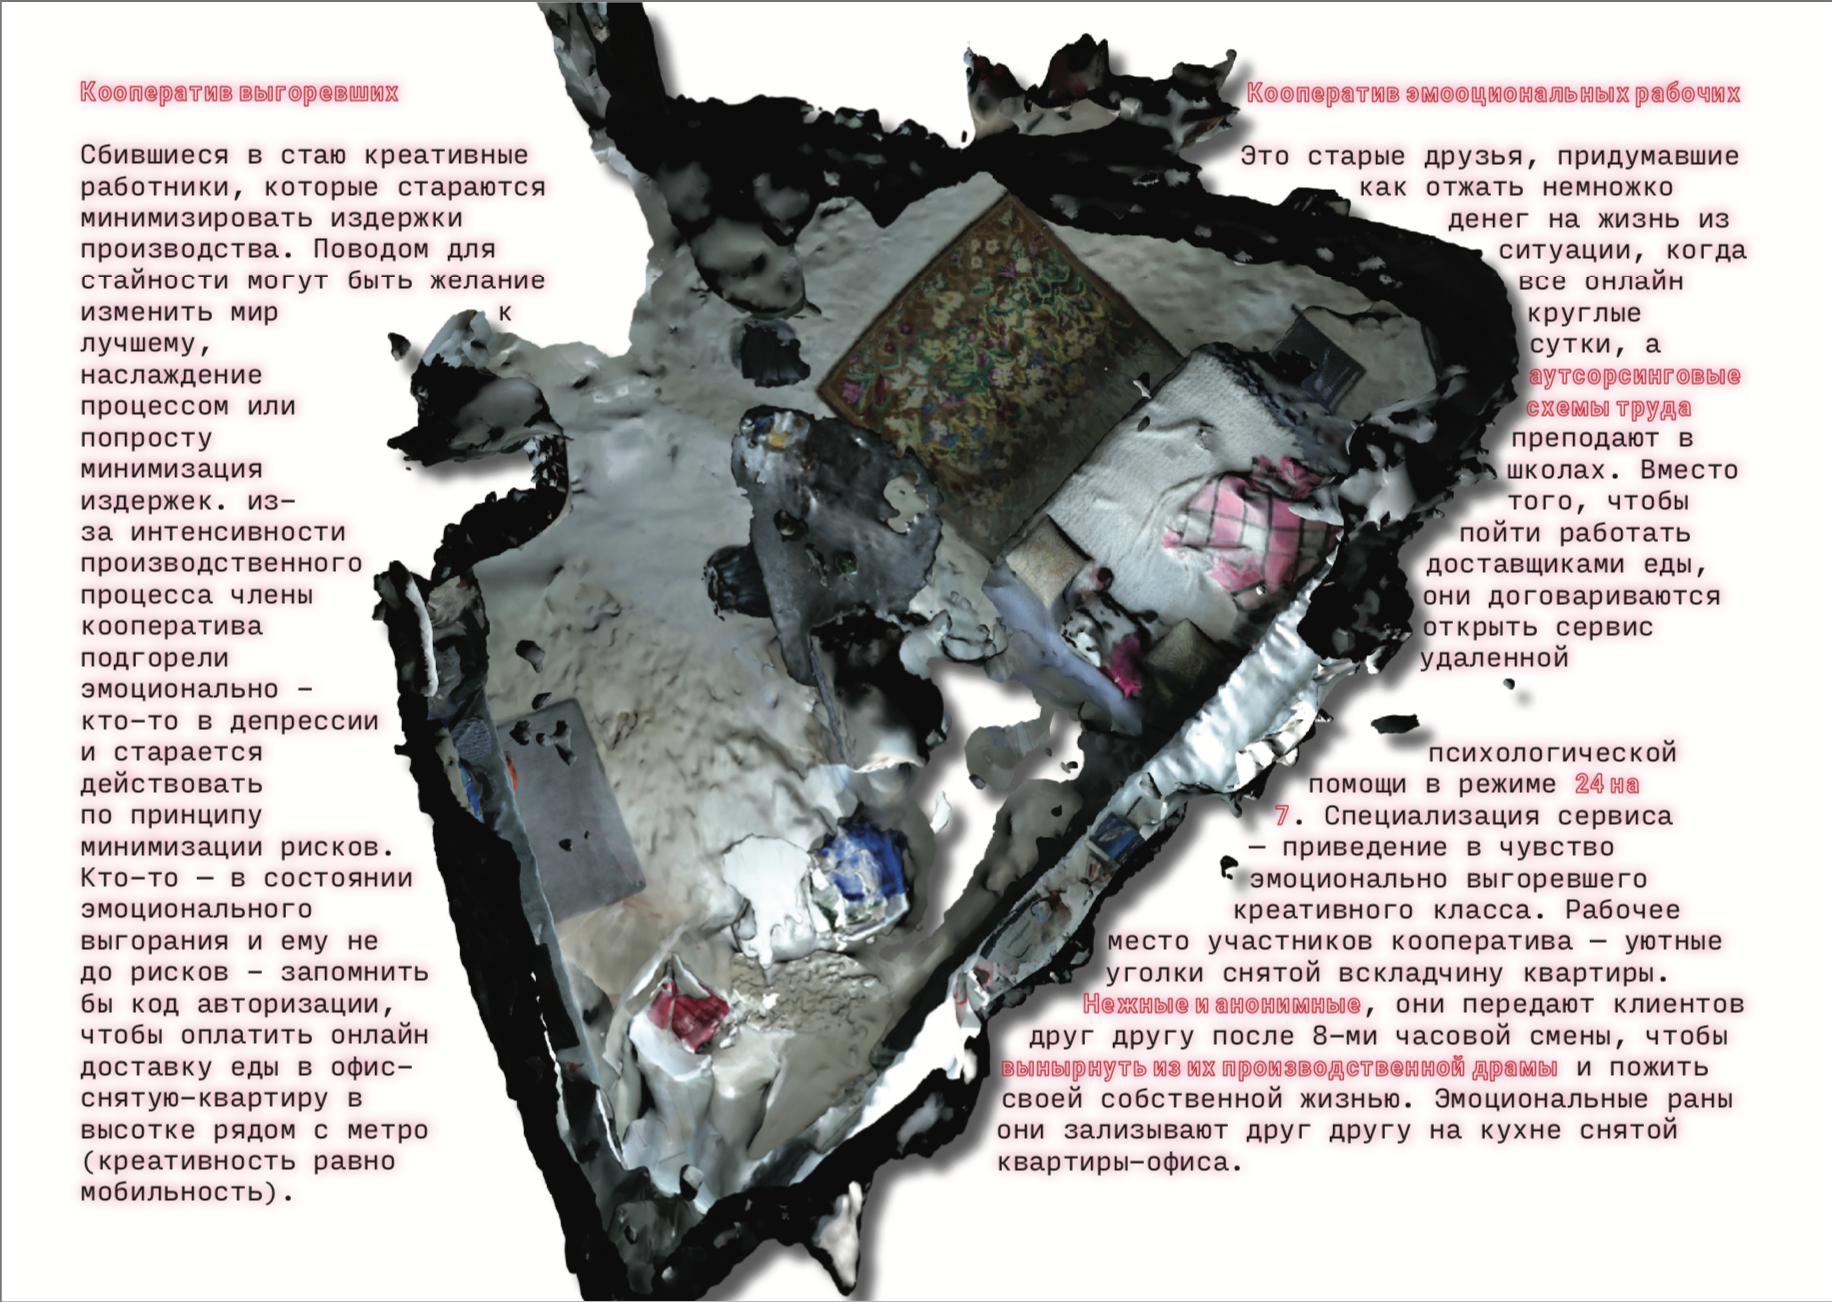 Кооператив выгоревших
Сбившиеся в стаю креативные
работники, которые стараются
минимизировать издержки
производства. Поводом для
стайности могут быть желание
изменить мир к
лучшему,
наслаждение
процессом или
попросту
минимизация
издержек. из-
за интенсивности
производственного
процесса члены
кооператива
подгорели
эмоционально –
кто-то в депрессии
и старается
действовать
по принципу
минимизации рисков.
Кто-то — в состоянии
эмоционального
выгорания и ему не
до рисков – запомнить
бы код авторизации,
чтобы оплатить онлайн
доставку еды в офис-
снятую-квартиру в
высотке рядом с метро
(креативность равно
мобильность).
Кооператив эмооциональных рабочих
Это старые друзья, придумавшие
как отжать немножко
денег на жизнь из
ситуации, когда
все онлайн
круглые
сутки, а
аутсорсинговые
схемы труда
преподают в
школах. Вместо
того, чтобы
пойти работать
доставщиками еды,
они договариваются
открыть сервис
удаленной
психологической
помощи в режиме 24 на
7. Специализация сервиса
— приведение в чувство
эмоционально выгоревшего
креативного класса. Рабочее
место участников кооператива — уютные
уголки снятой вскладчину квартиры.
Нежные и анонимные, они передают клиентов
друг другу после 8-ми часовой смены, чтобы
вынырнуть из их производственной драмы и пожить
своей собственной жизнью. Эмоциональные раны
они зализывают друг другу на кухне снятой
квартиры-офиса.